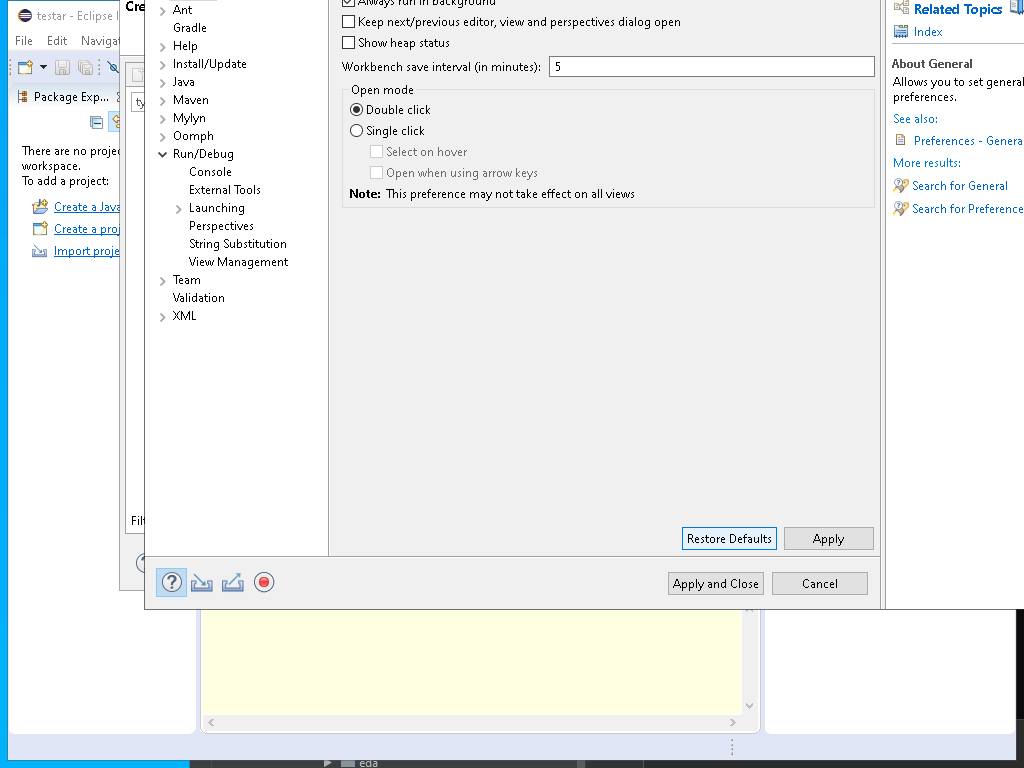 testar - Eclipse I
File Edit Naviga
Package Exp...
There are no proje
workspace.
To add a project:
Create a Java
Create a proj
Import proje
Cre
ty
Filt
Ant
Gradle
Help
Install/Update
Java
Maven
Mylyn
Oomph
Run/Debug
Console
External Tools
Launching
Perspectives
String Substitution
View Management
Team
Validation
XML
Always run in background
Keep next/previous editor, view and perspectives dialog open
Show heap status
Workbench save interval (in minutes): 5
Open mode
Double click
Single click
Select on hover
Open when using arrow keys
Note: This preference may not take effect on all views
Restore Defaults
Apply
Apply and Close
Cancel
Related Topics
Index
About General
Allows you to set general
preferences.
See also:
Preferences - Genera
More results:
Search for General
Search for Preference
eda